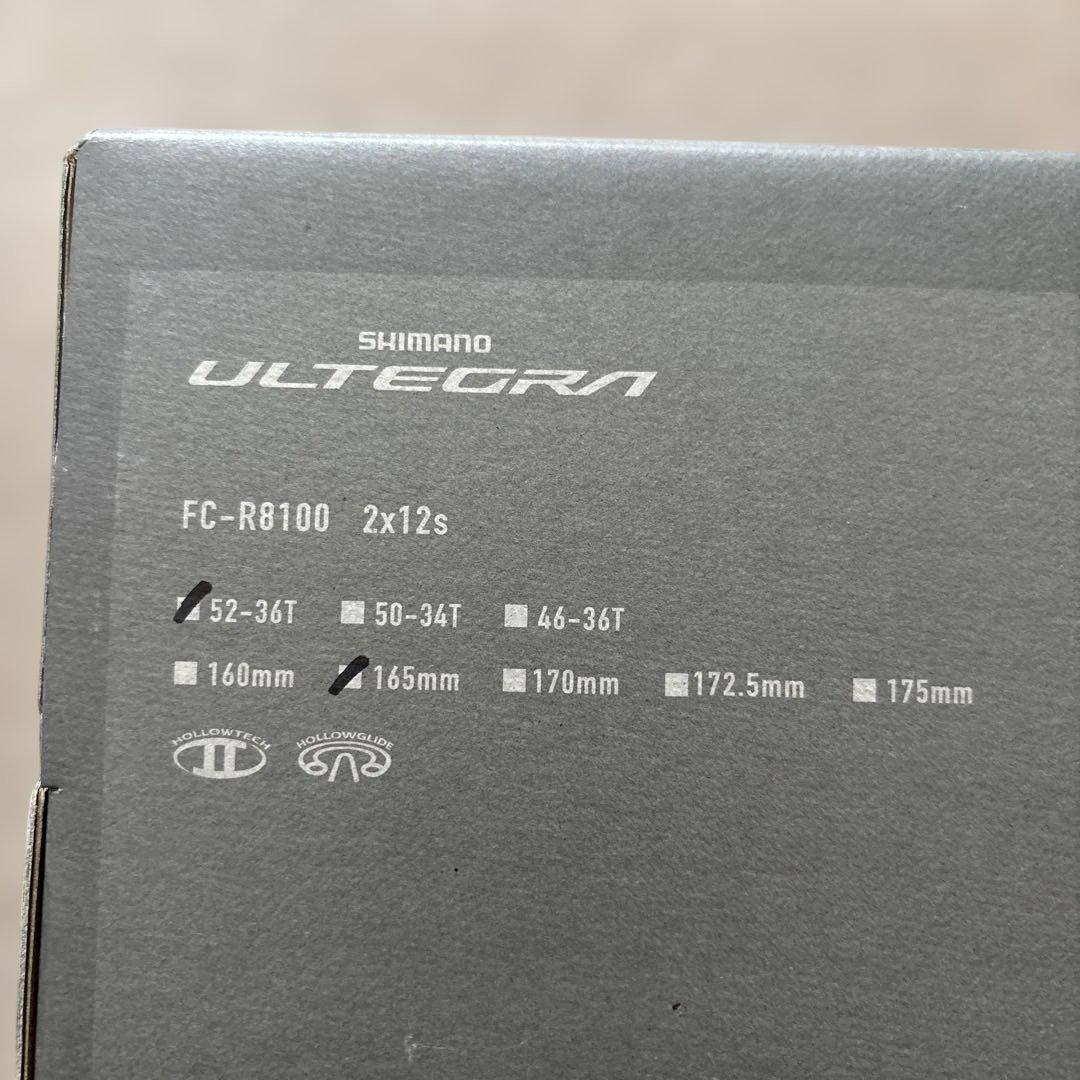 SHIMANO
ULTEGRA
FC-R8100 2x12s
52-36T 50-34T 46-36T
160mm 165mm 170mm 172.5mm 175mm
HOLLOWTECH II HOLLOWGLIDE